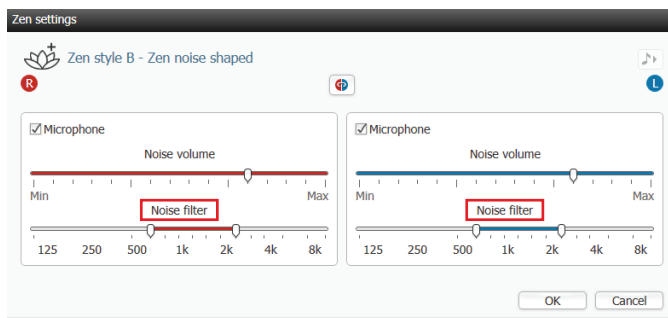 Zen settings
Zen style B - Zen noise shaped
R
L
Microphone
Noise volume
Min Max
Noise filter
125 250 500 1k 2k 4k 8k
Microphone
Noise volume
Min Max
Noise filter
125 250 500 1k 2k 4k 8k
OK Cancel